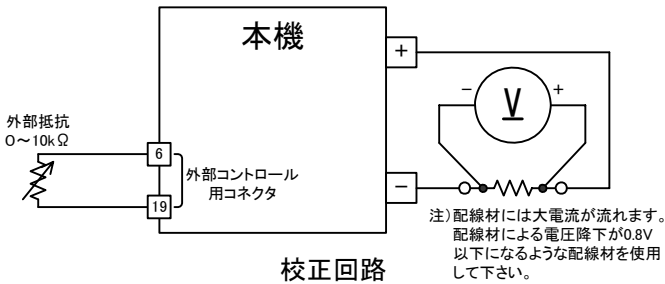 本機
+
-
外部抵抗
0～10kΩ
6
19
外部コントロール
用コネクタ
- V +
注)配線材には大電流が流れます。
配線材による電圧降下が0.8V
以下になるような配線材を使用
して下さい。
校正回路